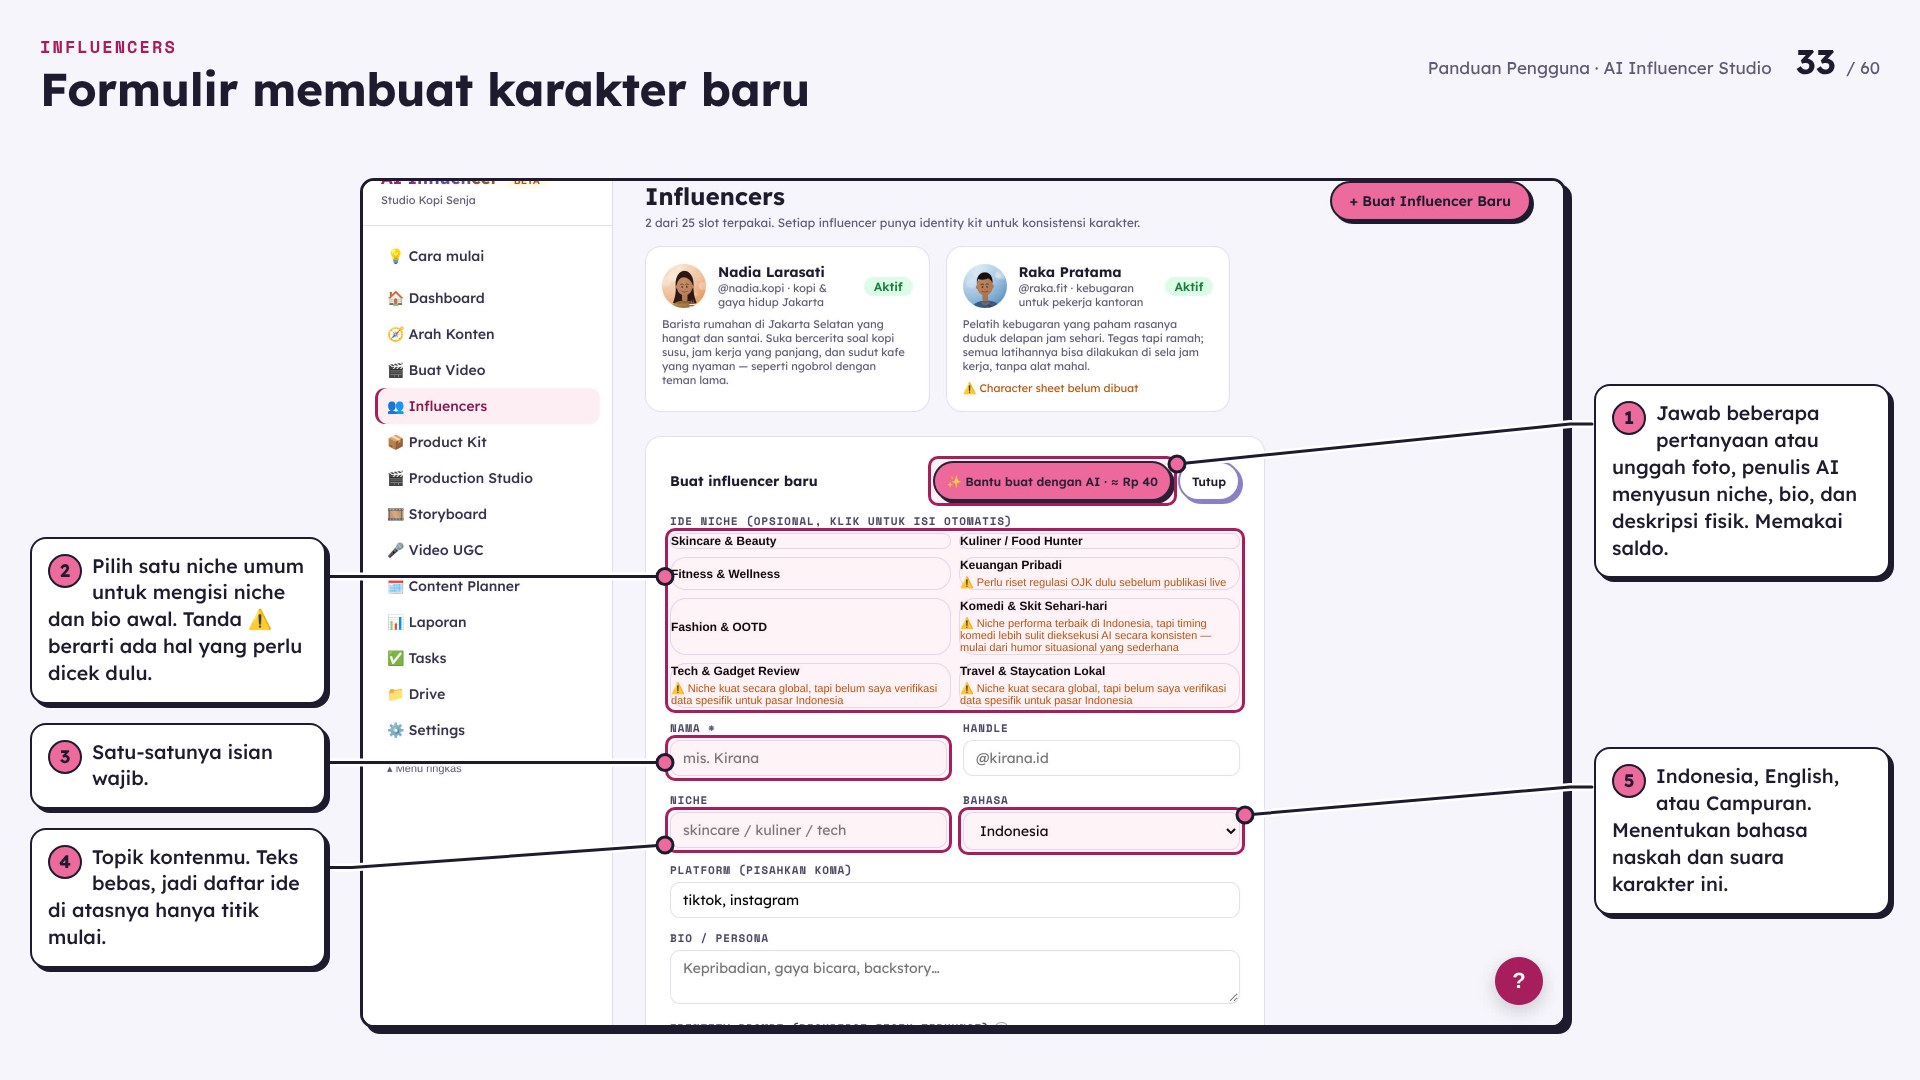 INFLUENCERS
Formulir membuat karakter baru
Panduan Pengguna · AI Influencer Studio 33 / 60
AI Influencer BETA
Studio Kopi Senja
💡 Cara mulai
🏠 Dashboard
🧭 Arah Konten
🎬 Buat Video
👥 Influencers
📦 Product Kit
🎬 Production Studio
🎞️ Storyboard
🎤 Video UGC
🗓️ Content Planner
📊 Laporan
✅ Tasks
📁 Drive
⚙️ Settings
▴ Menu ringkas
Influencers
2 dari 25 slot terpakai. Setiap influencer punya identity kit untuk konsistensi karakter.
+ Buat Influencer Baru
Nadia Larasati
@nadia.kopi · kopi &
gaya hidup Jakarta
Aktif
Barista rumahan di Jakarta Selatan yang
hangat dan santai. Suka bercerita soal kopi
susu, jam kerja yang panjang, dan sudut kafe
yang nyaman — seperti ngobrol dengan
teman lama.
Raka Pratama
@raka.fit · kebugaran
untuk pekerja kantoran
Aktif
Pelatih kebugaran yang paham rasanya
duduk delapan jam sehari. Tegas tapi ramah;
semua latihannya bisa dilakukan di sela jam
kerja, tanpa alat mahal.
⚠️ Character sheet belum dibuat
Buat influencer baru
✨ Bantu buat dengan AI · ≈ Rp 40
Tutup
IDE NICHE (OPSIONAL, KLIK UNTUK ISI OTOMATIS)
Skincare & Beauty
Kuliner / Food Hunter
Fitness & Wellness
Keuangan Pribadi
⚠️ Perlu riset regulasi OJK dulu sebelum publikasi live
Fashion & OOTD
Komedi & Skit Sehari-hari
⚠️ Niche performa terbaik di Indonesia, tapi timing
komedi lebih sulit dieksekusi AI secara konsisten —
mulai dari humor situasional yang sederhana
Tech & Gadget Review
⚠️ Niche kuat secara global, tapi belum saya verifikasi
data spesifik untuk pasar Indonesia
Travel & Staycation Lokal
⚠️ Niche kuat secara global, tapi belum saya verifikasi
data spesifik untuk pasar Indonesia
NAMA *
mis. Kirana
HANDLE
@kirana.id
NICHE
skincare / kuliner / tech
BAHASA
Indonesia
PLATFORM (PISAHKAN KOMA)
tiktok, instagram
BIO / PERSONA
Kepribadian, gaya bicara, backstory…
?
1 Jawab beberapa
pertanyaan atau
unggah foto, penulis AI
menyusun niche, bio, dan
deskripsi fisik. Memakai
saldo.
2 Pilih satu niche umum
untuk mengisi niche
dan bio awal. Tanda ⚠️
berarti ada hal yang perlu
dicek dulu.
3 Satu-satunya isian
wajib.
4 Topik kontenmu. Teks
bebas, jadi daftar ide
di atasnya hanya titik
mulai.
5 Indonesia, English,
atau Campuran.
Menentukan bahasa
naskah dan suara
karakter ini.